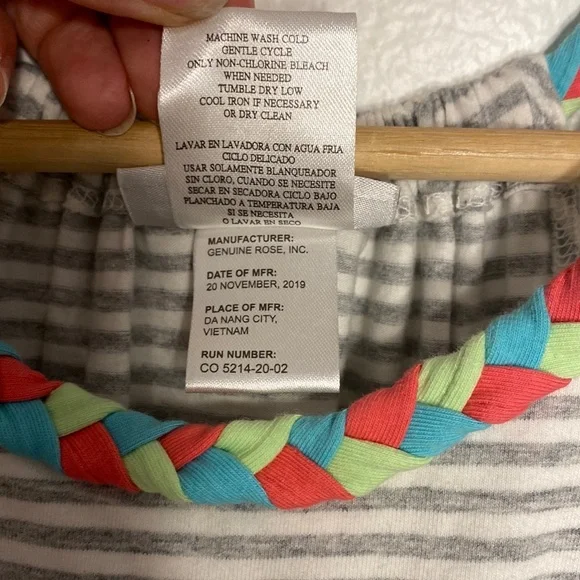 MACHINE WASH COLD
GENTLE CYCLE
ONLY NON-CHLORINE BLEACH
WHEN NEEDED
TUMBLE DRY LOW
COOL IRON IF NECESSARY
OR DRY CLEAN
LAVAR EN LAVADORA CON AGUA FRIA
CICLO DELICADO
USAR SOLAMENTE BLANQUEADOR
SIN CLORO, CUANDO SE NECESITE
SECAR EN SECADORA CICLO BAJO
PLANCHADO A TEMPERATURA BAJA
SI SE NECESITA
O LAVAR EN SECO
MANUFACTURER:
GENUINE ROSE, INC.
DATE OF MFR:
20 NOVEMBER, 2019
PLACE OF MFR:
DA NANG CITY,
VIETNAM
RUN NUMBER:
CO 5214-20-02